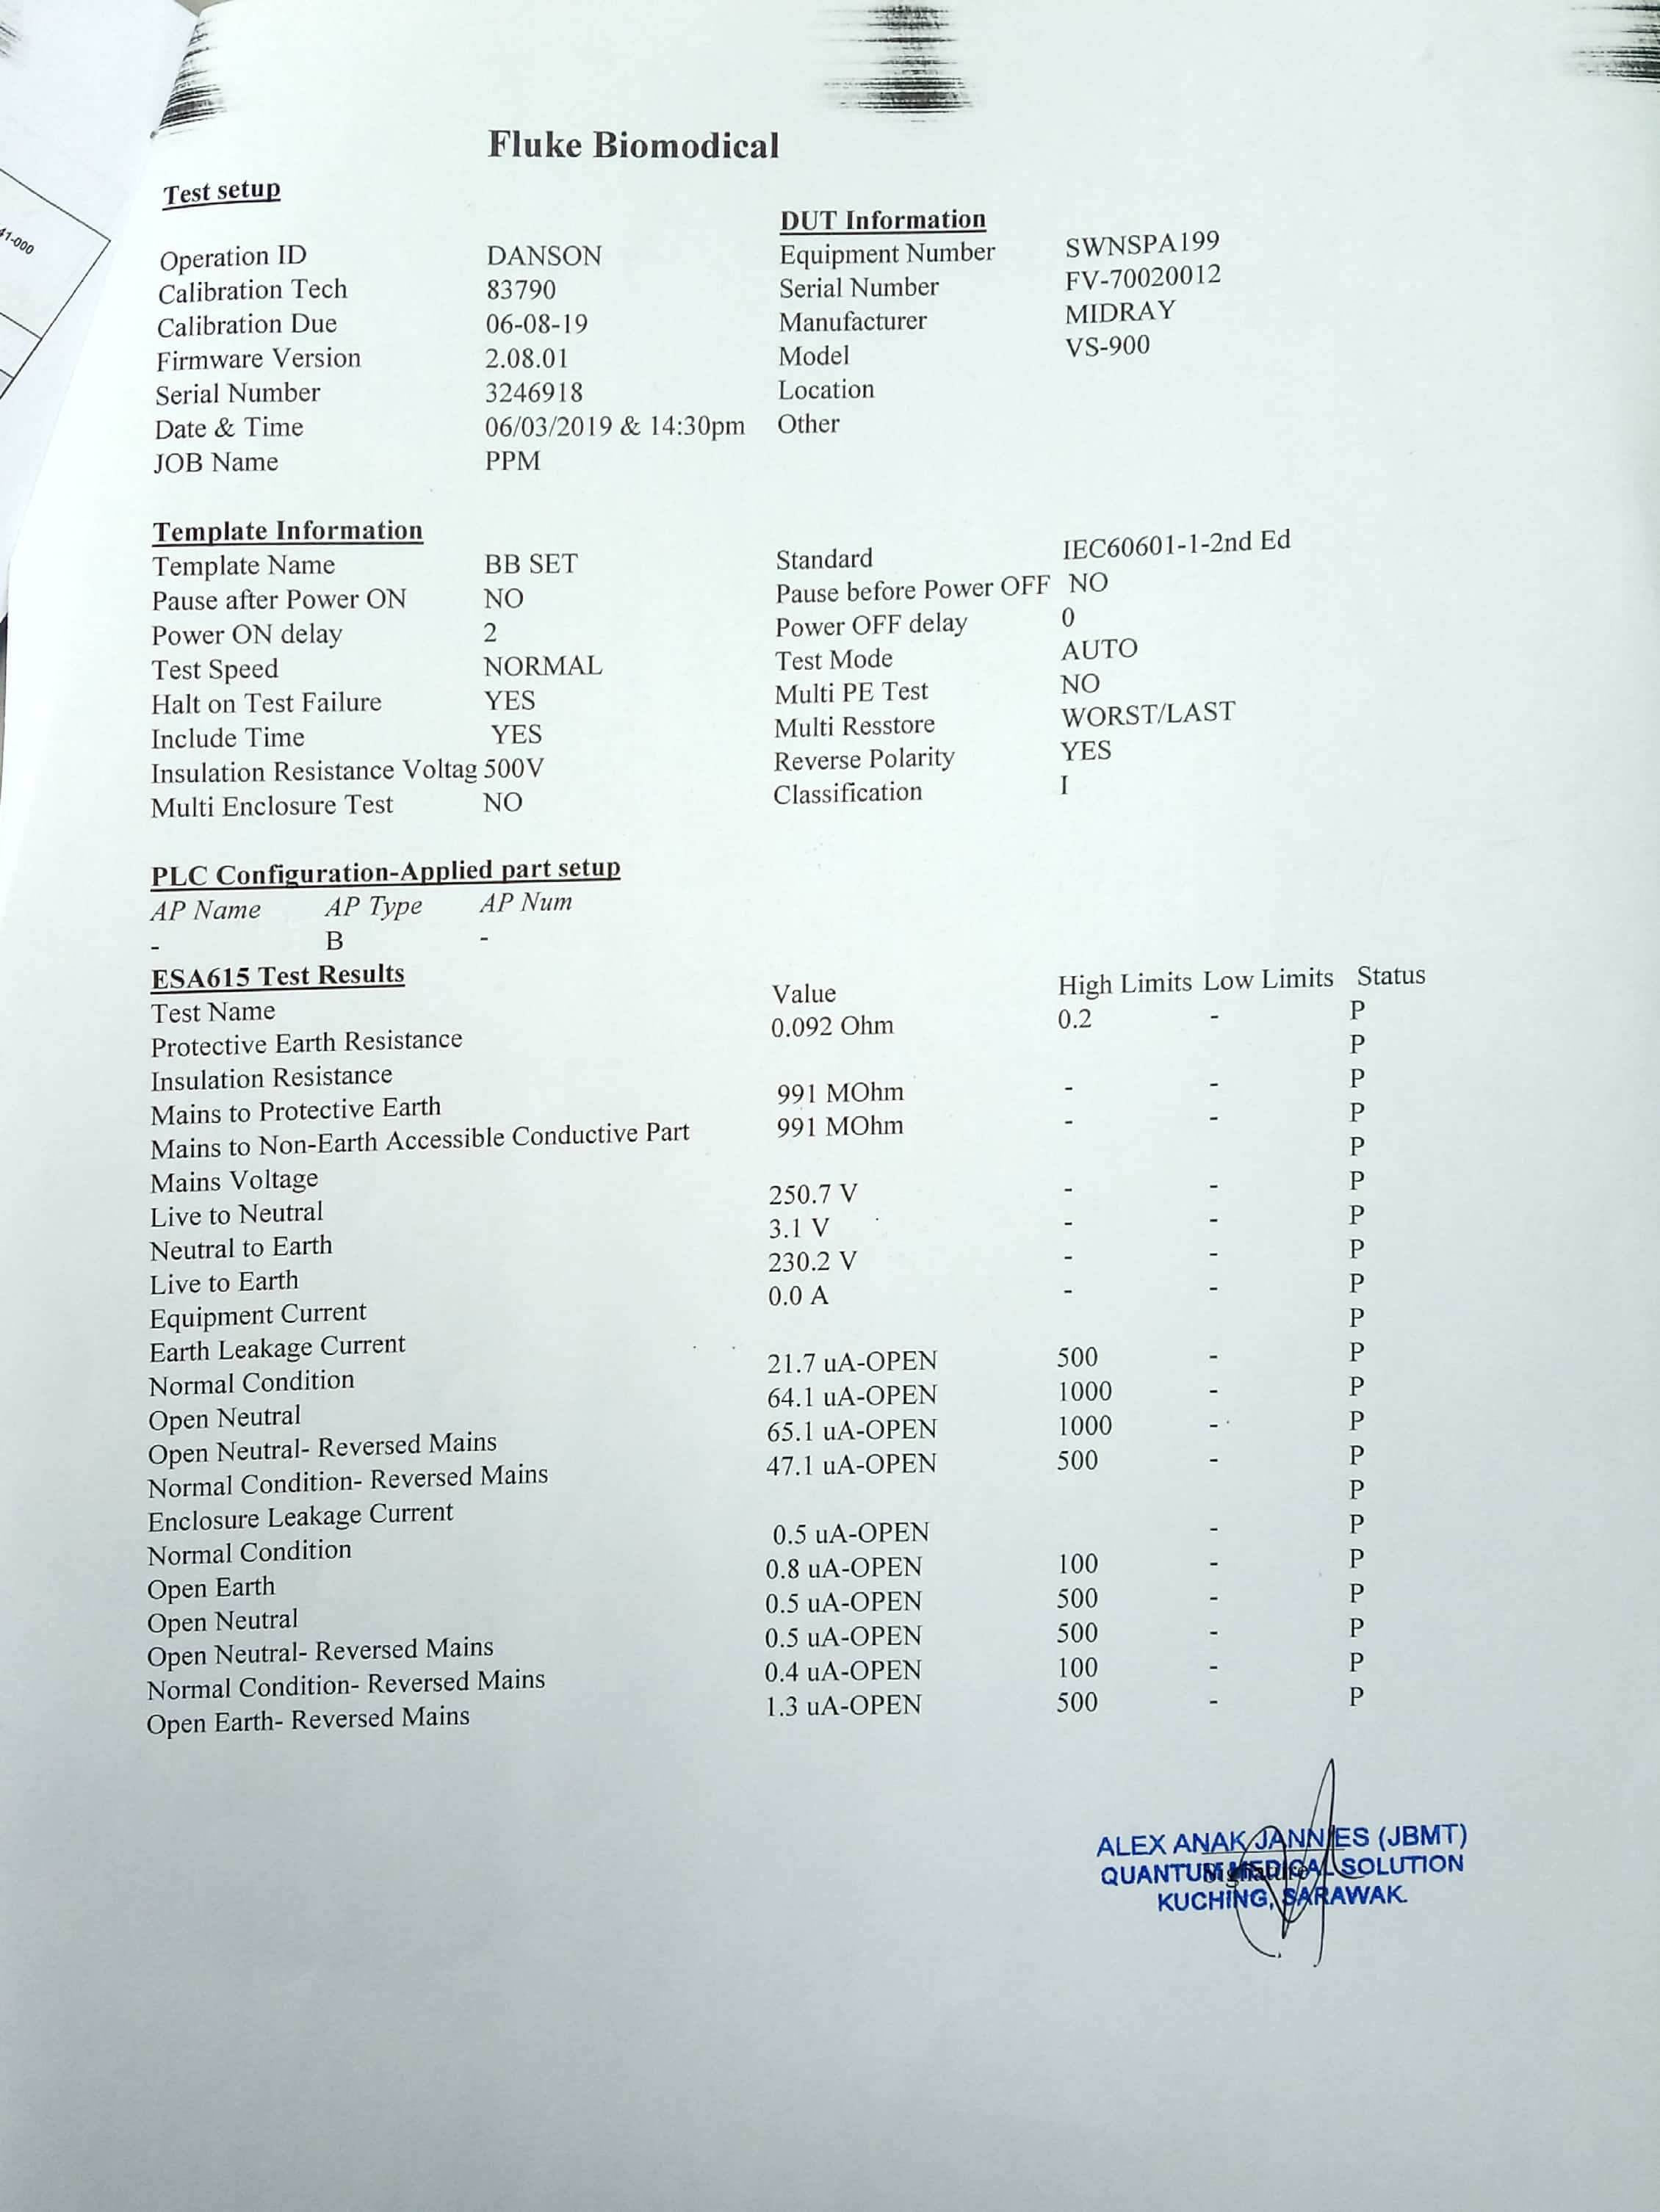 41-000
Fluke Biomodical
Test setup
DUT Information
Operation ID DANSON Equipment Number SWNSPA199
Calibration Tech 83790 Serial Number FV-70020012
Calibration Due 06-08-19 Manufacturer MIDRAY
Firmware Version 2.08.01 Model VS-900
Serial Number 3246918 Location
Date & Time 06/03/2019 & 14:30pm Other
JOB Name PPM
Template Information
Template Name BB SET Standard IEC60601-1-2nd Ed
Pause after Power ON NO Pause before Power OFF NO
Power ON delay 2 Power OFF delay 0
Test Speed NORMAL Test Mode AUTO
Halt on Test Failure YES Multi PE Test NO
Include Time YES Multi Resstore WORST/LAST
Insulation Resistance Voltag 500V Reverse Polarity YES
Multi Enclosure Test NO Classification I
PLC Configuration-Applied part setup
AP Name AP Type AP Num
- B -
ESA615 Test Results
Test Name Value High Limits Low Limits Status
Protective Earth Resistance 0.092 Ohm 0.2 - P
Insulation Resistance P
Mains to Protective Earth 991 MOhm - - P
Mains to Non-Earth Accessible Conductive Part 991 MOhm - - P
Mains Voltage P
Live to Neutral 250.7 V - - P
Neutral to Earth 3.1 V - - P
Live to Earth 230.2 V - - P
Equipment Current 0.0 A - - P
Earth Leakage Current P
Normal Condition 21.7 uA-OPEN 500 - P
Open Neutral 64.1 uA-OPEN 1000 - P
Open Neutral- Reversed Mains 65.1 uA-OPEN 1000 - P
Normal Condition- Reversed Mains 47.1 uA-OPEN 500 - P
Enclosure Leakage Current P
Normal Condition 0.5 uA-OPEN - P
Open Earth 0.8 uA-OPEN 100 - P
Open Neutral 0.5 uA-OPEN 500 - P
Open Neutral- Reversed Mains 0.5 uA-OPEN 500 - P
Normal Condition- Reversed Mains 0.4 uA-OPEN 100 - P
Open Earth- Reversed Mains 1.3 uA-OPEN 500 - P
ALEX ANAK JANNIES (JBMT)
QUANTUM MEDICAL SOLUTION
Signature
KUCHING, SARAWAK.